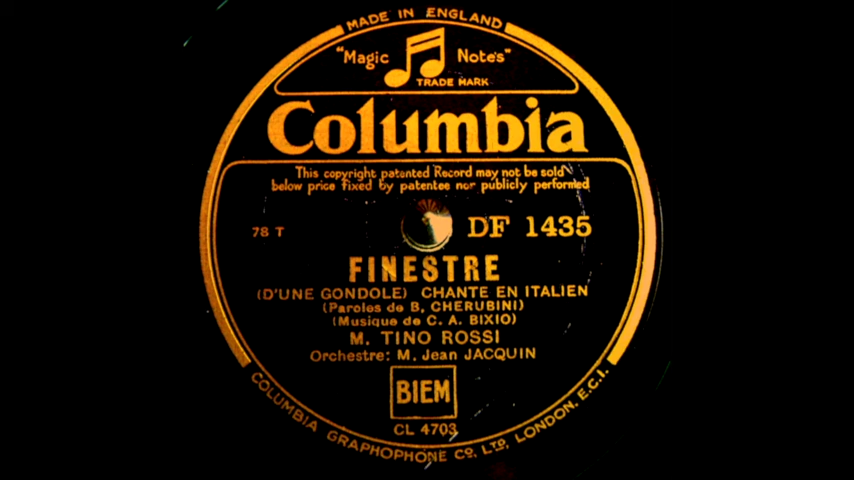 MADE IN ENGLAND
"Magic Notes"
TRADE MARK
Columbia
This copyright patented Record may not be sold
below price fixed by patentee nor publicly performed
78 T
DF 1435
FINESTRE
(D'UNE GONDOLE) CHANTE EN ITALIEN
(Paroles de B, CHERUBINI)
(Musique de C. A. BIXIO)
M. TINO ROSSI
Orchestre: M. Jean JACQUIN
BIEM
CL 4703
COLUMBIA GRAPHOPHONE CO. LTD, LONDON, E.C.I.